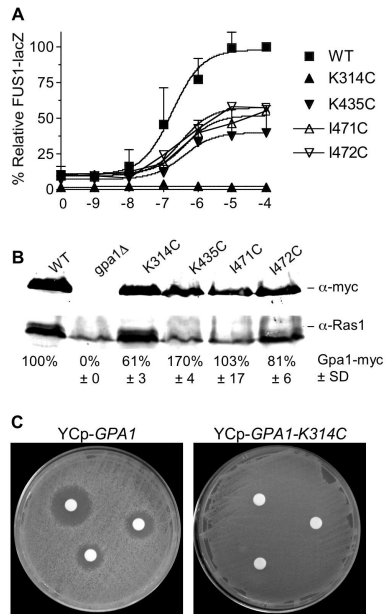 A
% Relative FUS1-lacZ
100
75
50
25
0
0 -9 -8 -7 -6 -5 -4
WT
K314C
K435C
I471C
I472C
B
WT gpa1Δ K314C K435C I471C I472C
α-myc
α-Ras1
100% 0% 61% 170% 103% 81% Gpa1-myc
± 0 ± 3 ± 4 ± 17 ± 6 ± SD
C
YCp-GPA1 YCp-GPA1-K314C